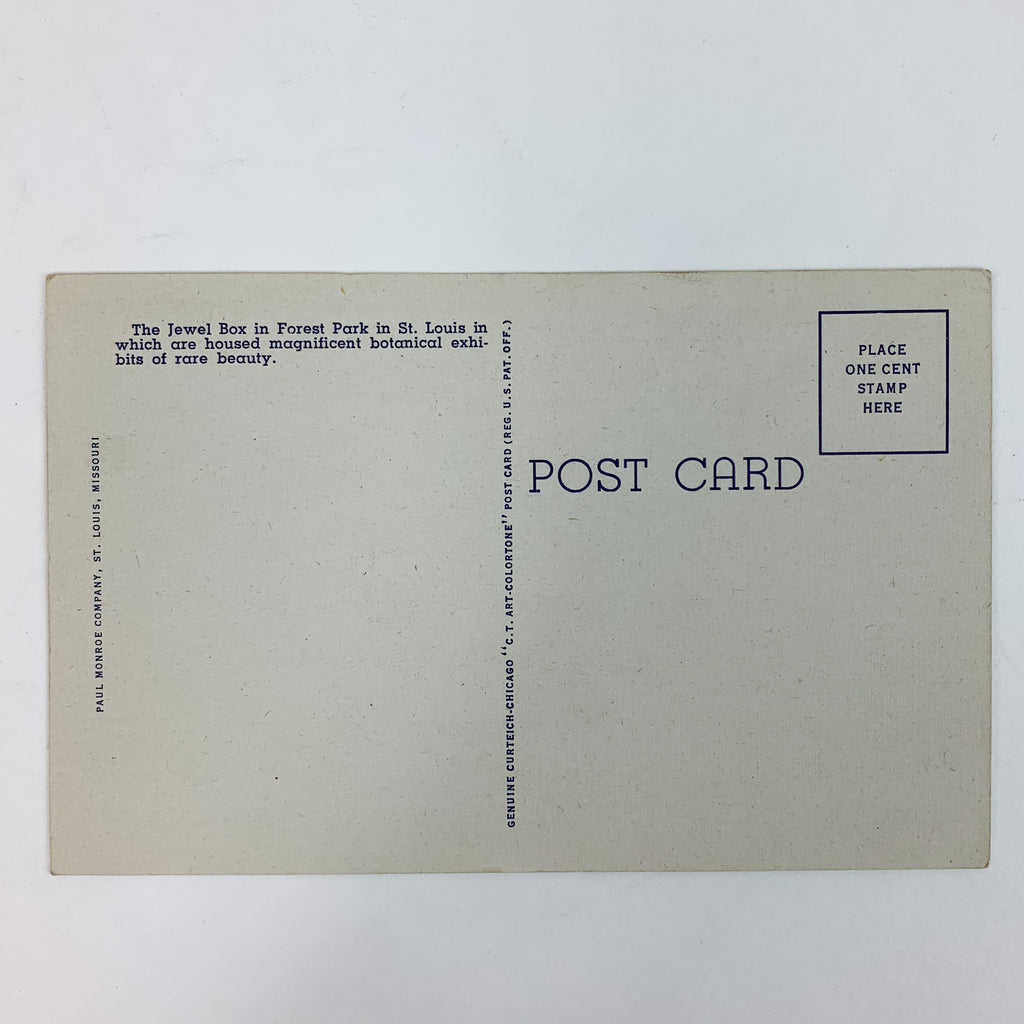 The Jewel Box in Forest Park in St. Louis in
which are housed magnificent botanical exhi-
bits of rare beauty.
PAUL MONROE COMPANY, ST. LOUIS, MISSOURI
GENUINE CURTEICH-CHICAGO "C.T. ART-COLORTONE" POST CARD (REG. U.S. PAT. OFF.)
POST CARD
PLACE
ONE CENT
STAMP
HERE